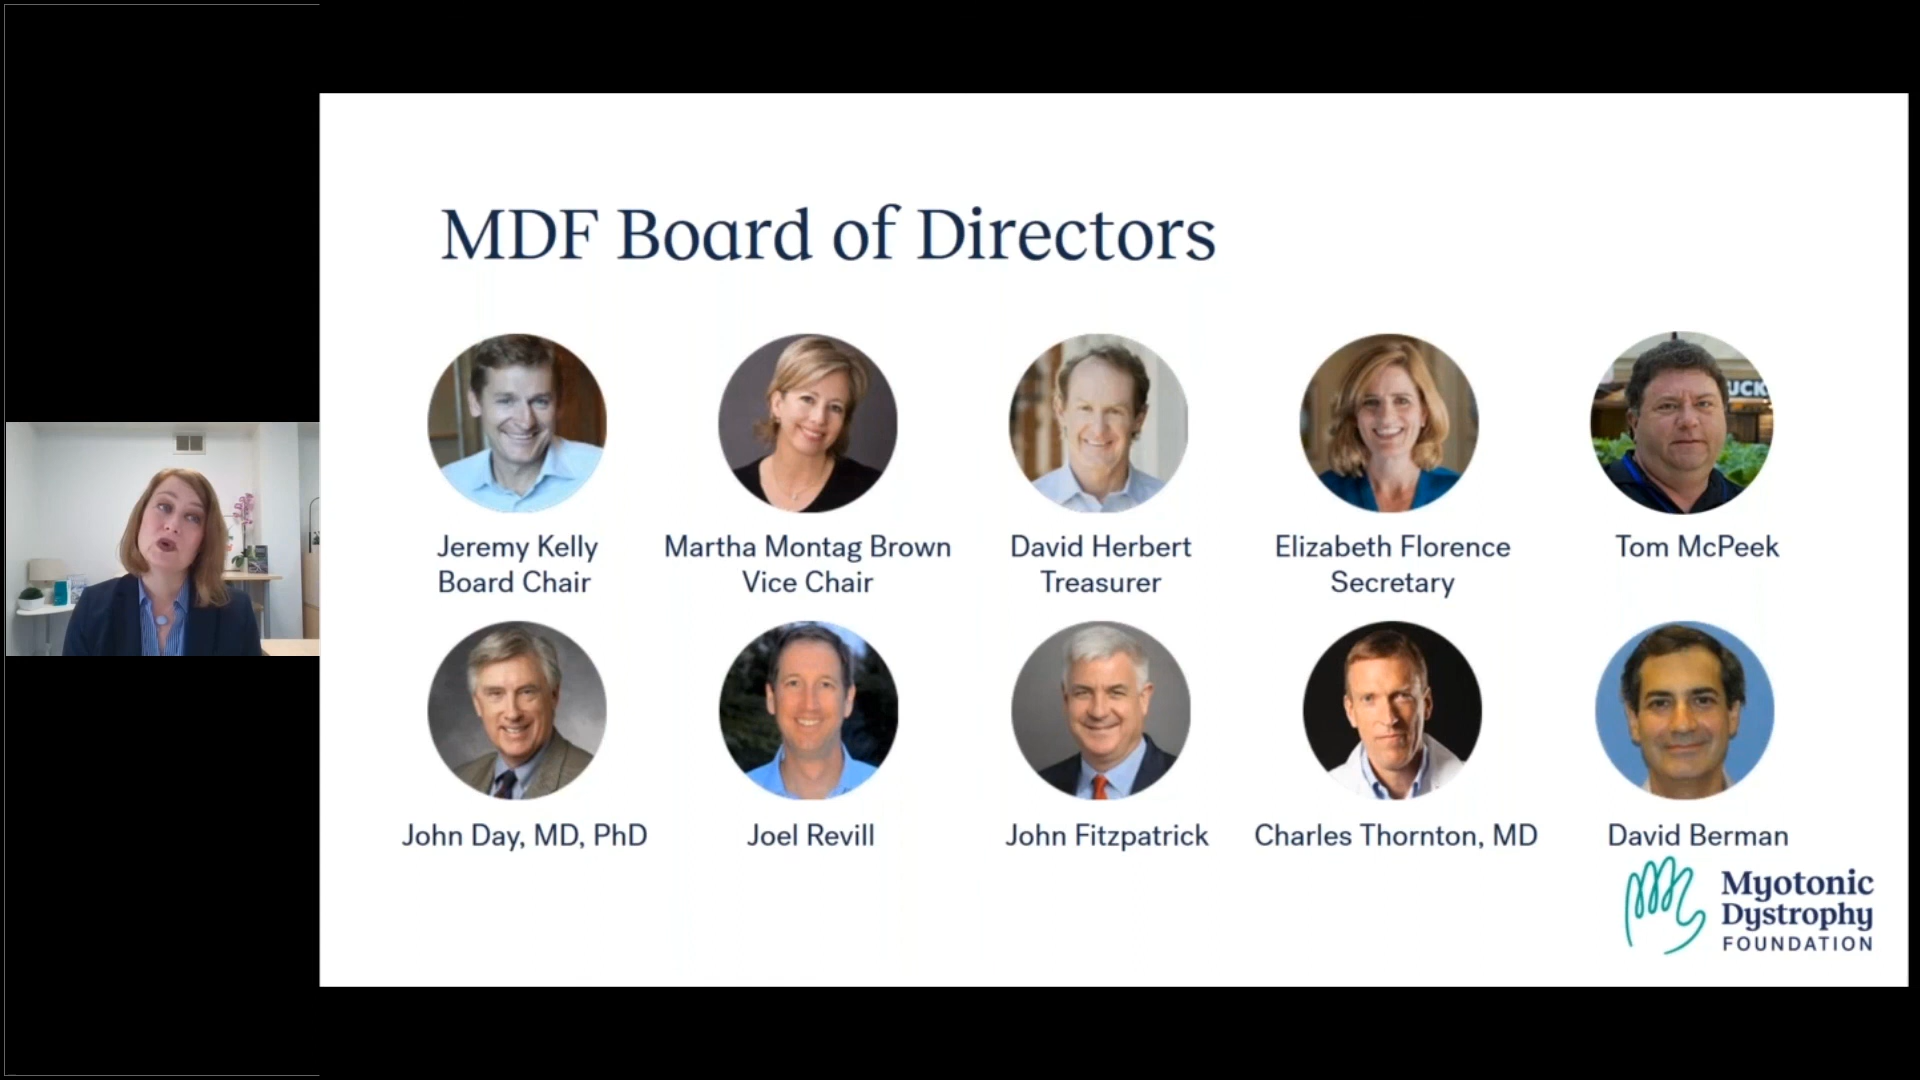 MDF Board of Directors
UCK
Jeremy Kelly
Board Chair
Martha Montag Brown
Vice Chair
David Herbert
Treasurer
Elizabeth Florence
Secretary
Tom McPeek
John Day, MD, PhD
Joel Revill
John Fitzpatrick
Charles Thornton, MD
David Berman
Myotonic
Dystrophy
FOUNDATION